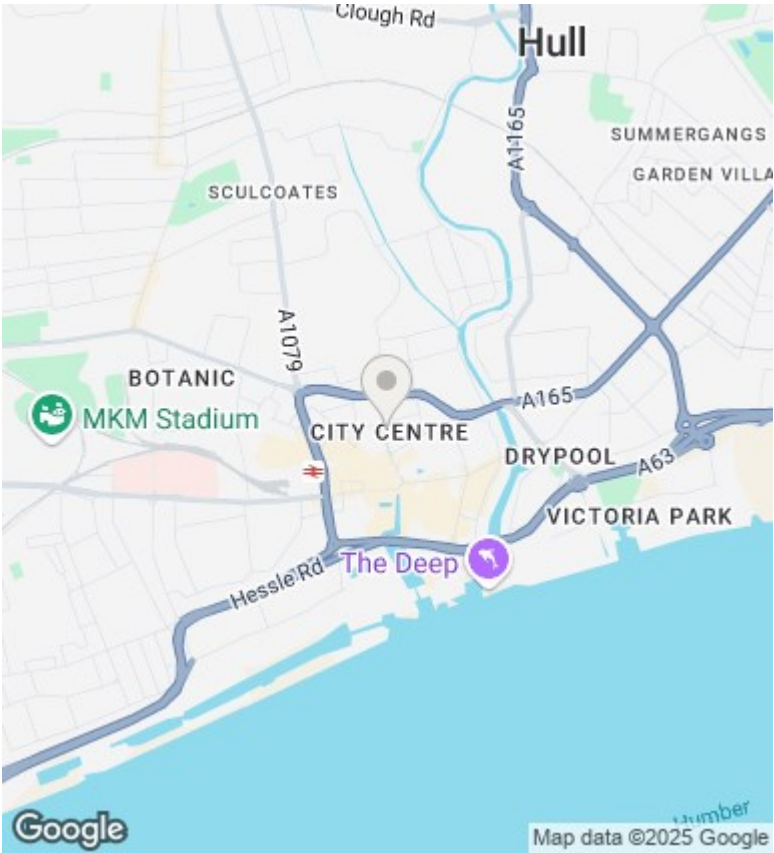 Clough Rd
Hull
A1165
SUMMERGANGS
GARDEN VILLA
SCULCOATES
A1079
BOTANIC
MKM Stadium
CITY CENTRE
A165
DRYPOOL
A63
VICTORIA PARK
The Deep
Hessle Rd
Humber
Google
Map data ©2025 Google